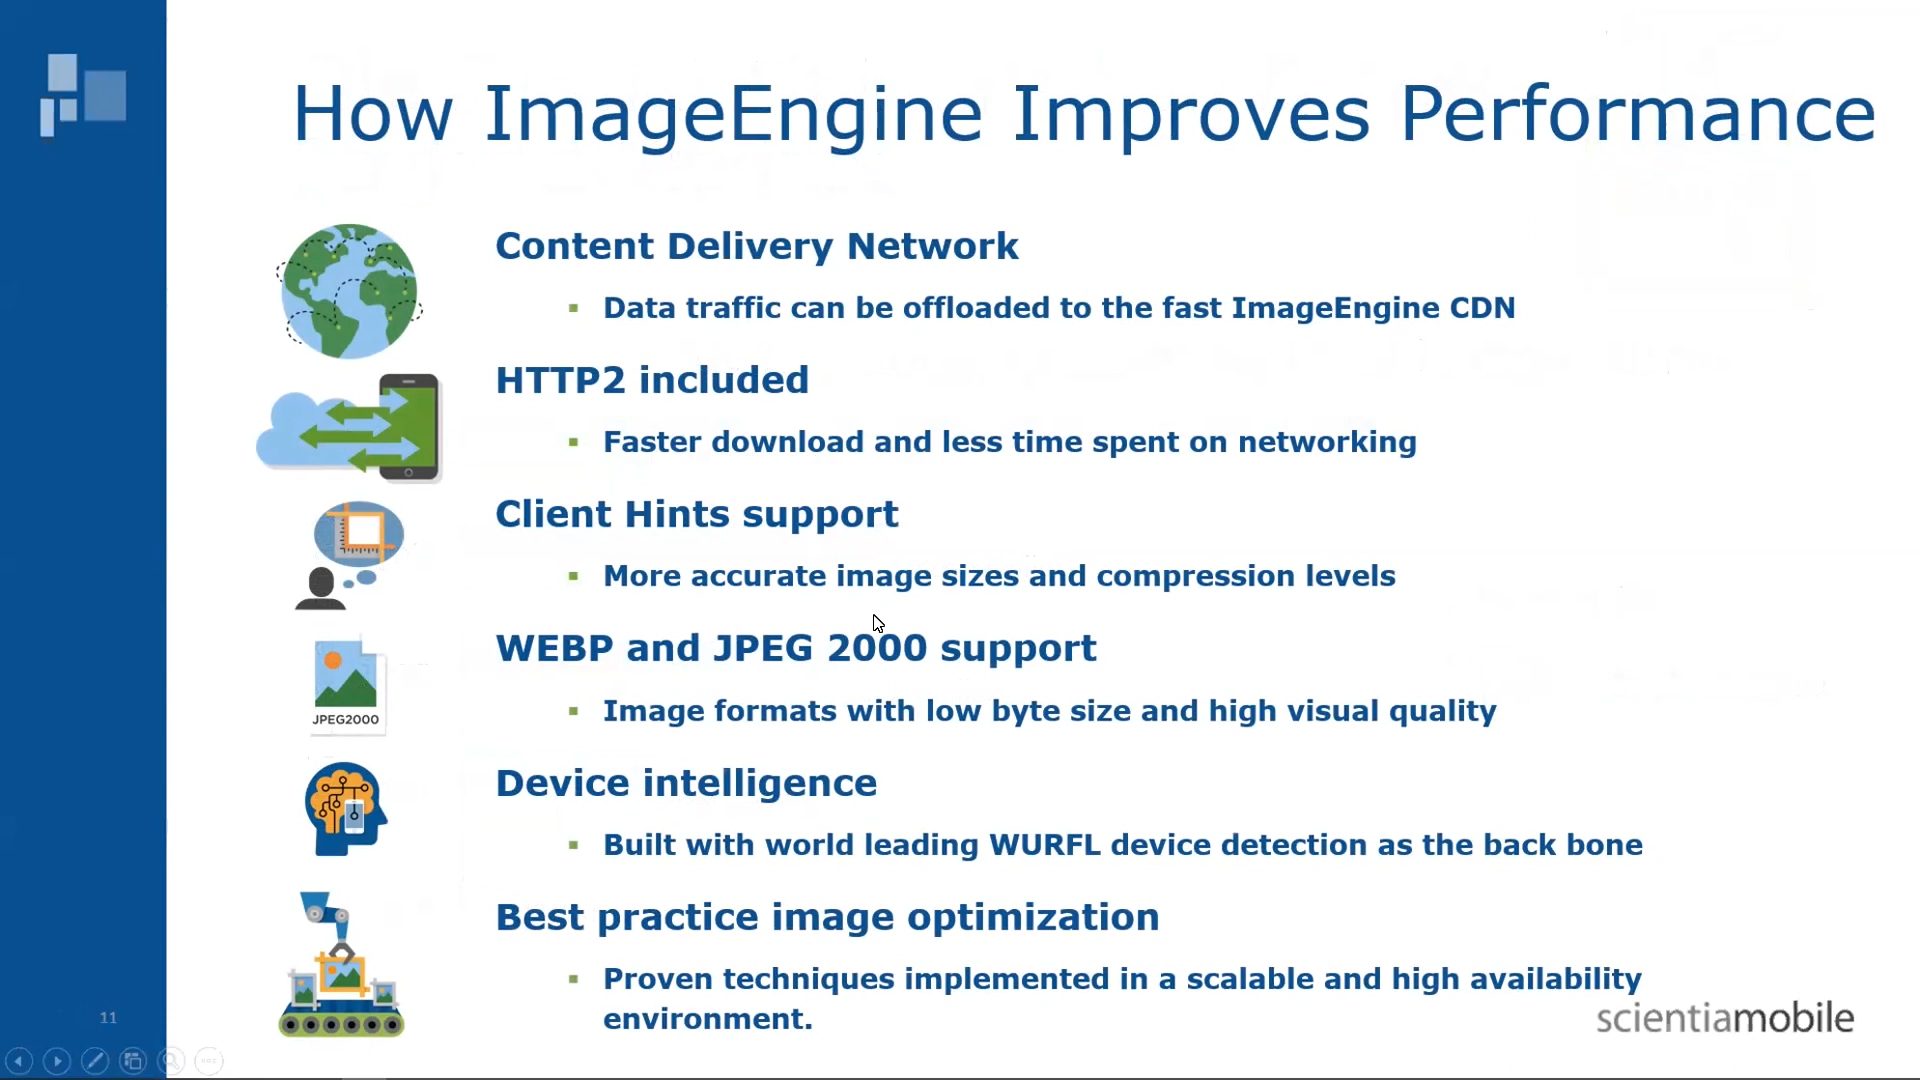 How ImageEngine Improves Performance
Content Delivery Network
Data traffic can be offloaded to the fast ImageEngine CDN
HTTP2 included
Faster download and less time spent on networking
Client Hints support
More accurate image sizes and compression levels
WEBP and JPEG 2000 support
Image formats with low byte size and high visual quality
JPEG2000
Device intelligence
Built with world leading WURFL device detection as the back bone
Best practice image optimization
Proven techniques implemented in a scalable and high availability
environment.
scientiamobile
11